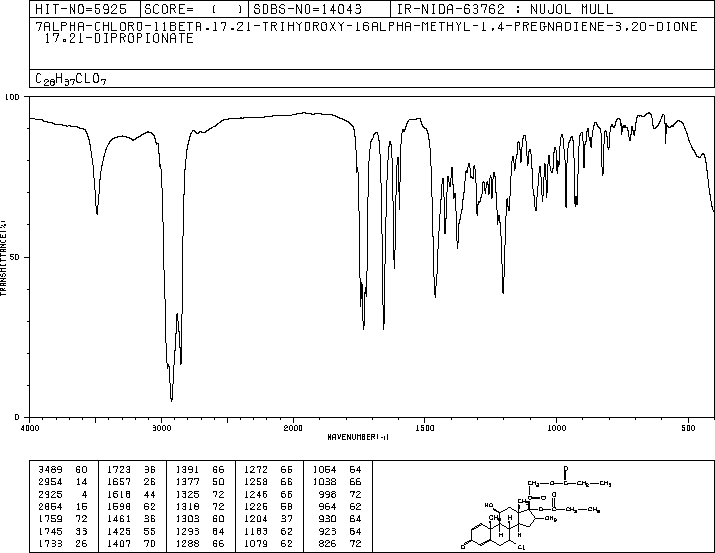 HIT-NO=5925 SCORE= ( ) SDBS-NO=14043 IR-NIDA-63762 : NUJOL MULL
7ALPHA-CHLORO-11BETA.17.21-TRIHYDROXY-16ALPHA-METHYL-1.4-PREGNADIENE-3.20-DIONE
17.21-DIPROPIONATE
C28H37CLO7
100
TRANSMITTANCE(%)
50
0
4000 3000 2000 1500 1000 500
WAVENUMBER(-1)
3489 60 1723 36 1391 66 1272 66 1054 64
2954 14 1657 26 1377 50 1258 66 1038 66
2925 4 1618 44 1325 72 1246 66 998 72
2854 15 1598 62 1318 72 1226 58 964 62
1759 72 1461 36 1303 60 1204 37 930 64
1745 33 1425 55 1293 84 1183 62 923 64
1733 26 1407 70 1288 66 1079 62 826 72